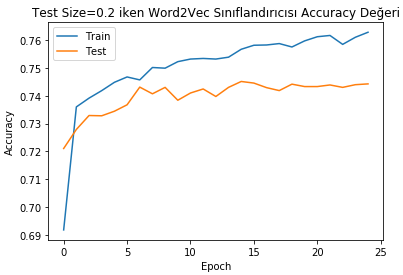 Test Size=0.2 iken Word2Vec Sınıflandırıcısı Accuracy Değeri
Train
Test
0.76
0.75
0.74
0.73
0.72
0.71
0.70
0.69
Accuracy
0
5
10
15
20
25
Epoch